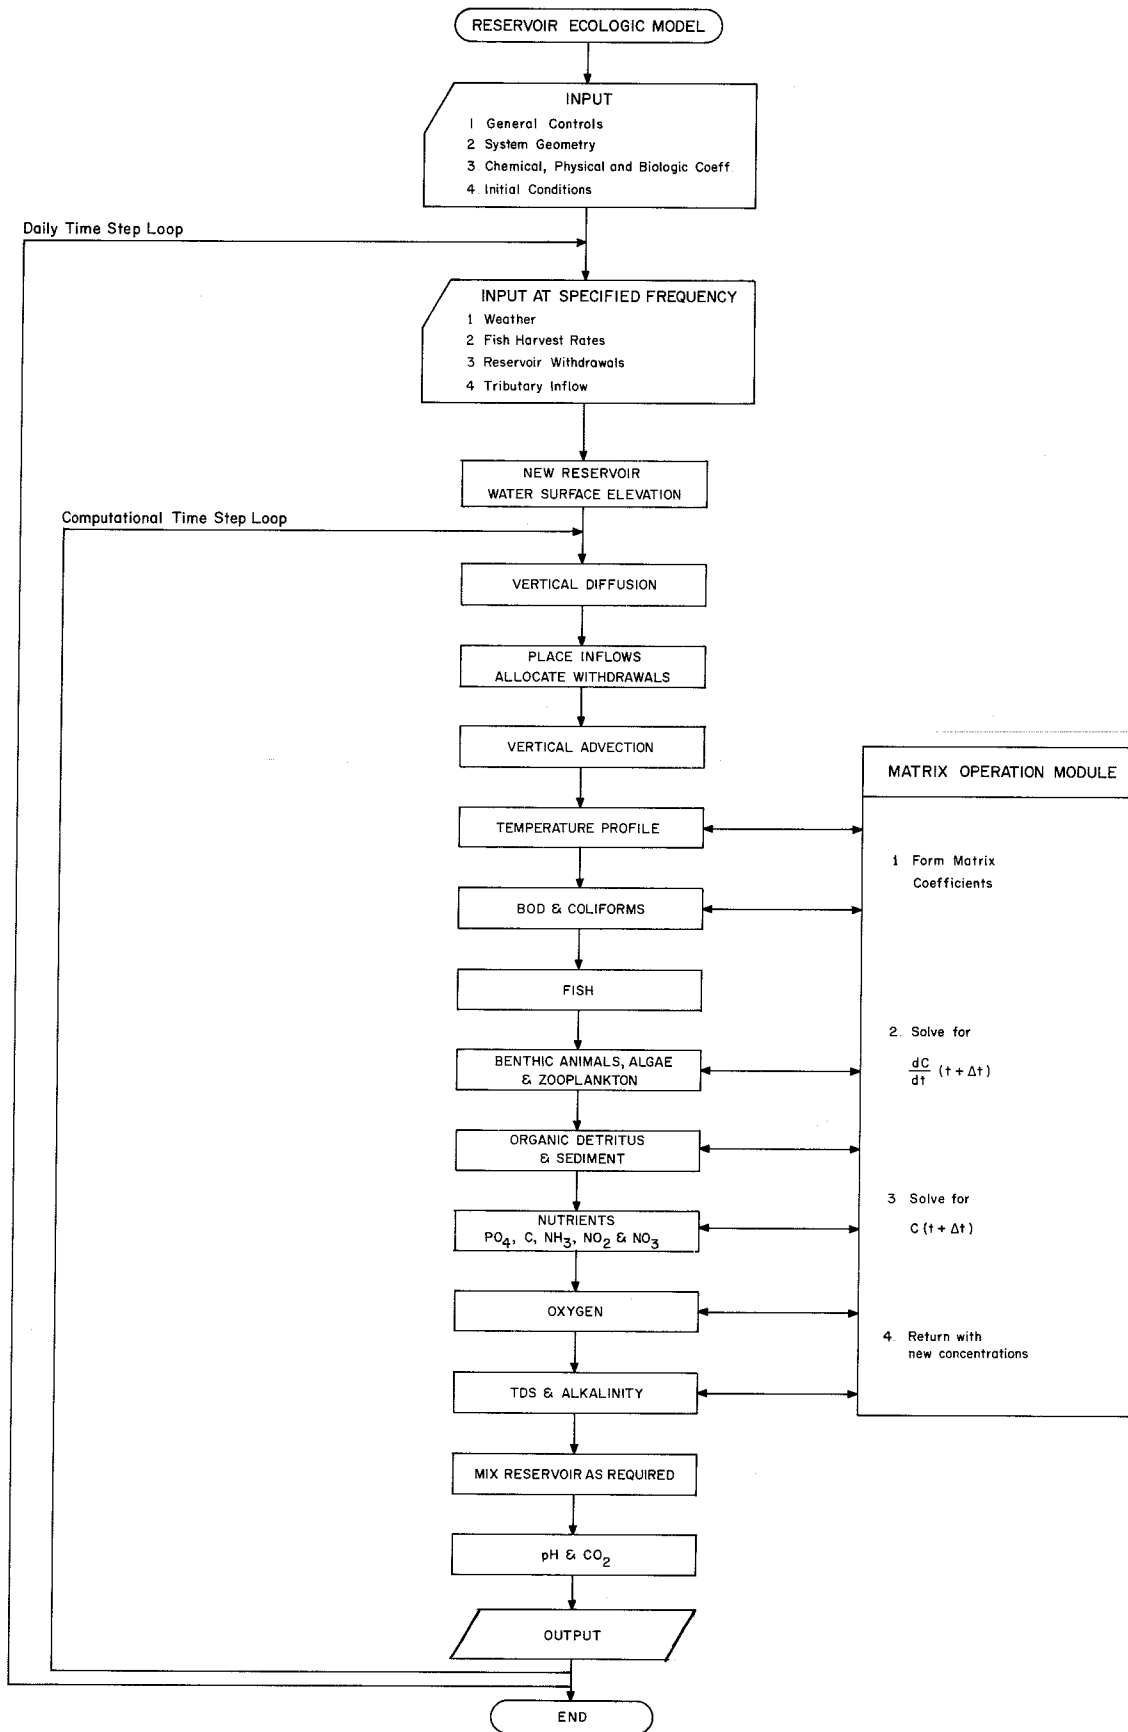 RESERVOIR ECOLOGIC MODEL
INPUT
1 General Controls
2 System Geometry
3. Chemical, Physical and Biologic Coeff.
4. Initial Conditions
Daily Time Step Loop
INPUT AT SPECIFIED FREQUENCY
1 Weather
2 Fish Harvest Rates
3 Reservoir Withdrawals
4 Tributary Inflow
NEW RESERVOIR
WATER SURFACE ELEVATION
Computational Time Step Loop
VERTICAL DIFFUSION
PLACE INFLOWS
ALLOCATE WITHDRAWALS
VERTICAL ADVECTION
TEMPERATURE PROFILE
BOD & COLIFORMS
FISH
BENTHIC ANIMALS, ALGAE
& ZOOPLANKTON
ORGANIC DETRITUS
& SEDIMENT
NUTRIENTS
PO4, C, NH3, NO2 & NO3
OXYGEN
TDS & ALKALINITY
MIX RESERVOIR AS REQUIRED
pH & CO2
OUTPUT
END
MATRIX OPERATION MODULE
1 Form Matrix
Coefficients
2. Solve for
dC/dt (t + Δt)
3 Solve for
C (t + Δt)
4. Return with
new concentrations